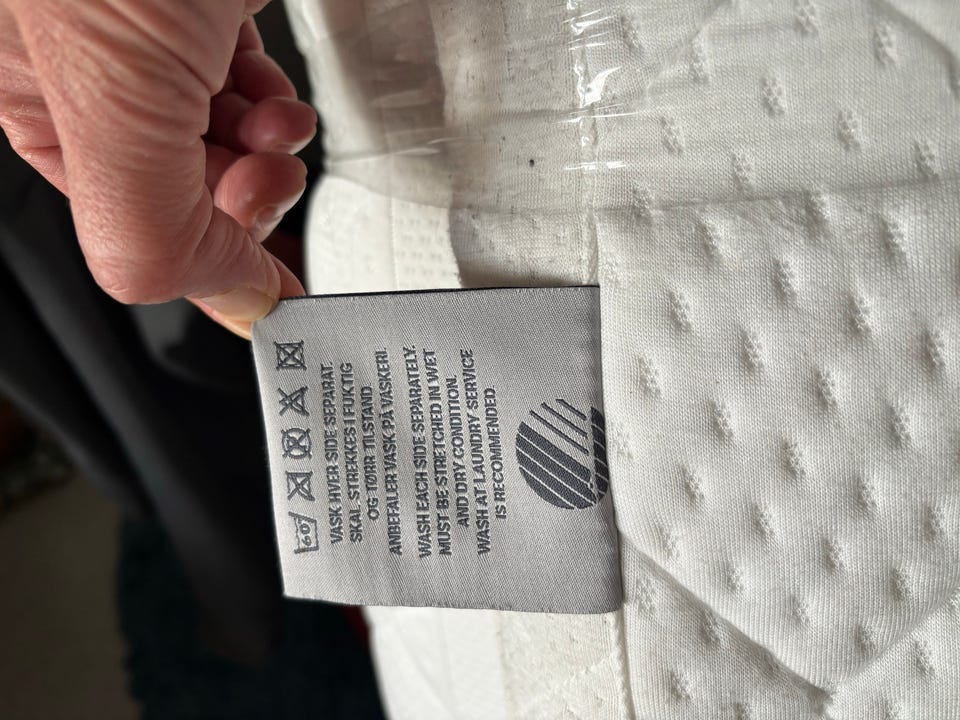 60
VASK HVER SIDE SEPARAT.
SKAL STREKKES I FUKTIG
OG TØRR TILSTAND
ANBEFALER VASK PÅ VASKERI.
WASH EACH SIDE SEPARATELY.
MUST BE STRETCHED IN WET
AND DRY CONDITION.
WASH AT LAUNDRY SERVICE
IS RECOMMENDED.